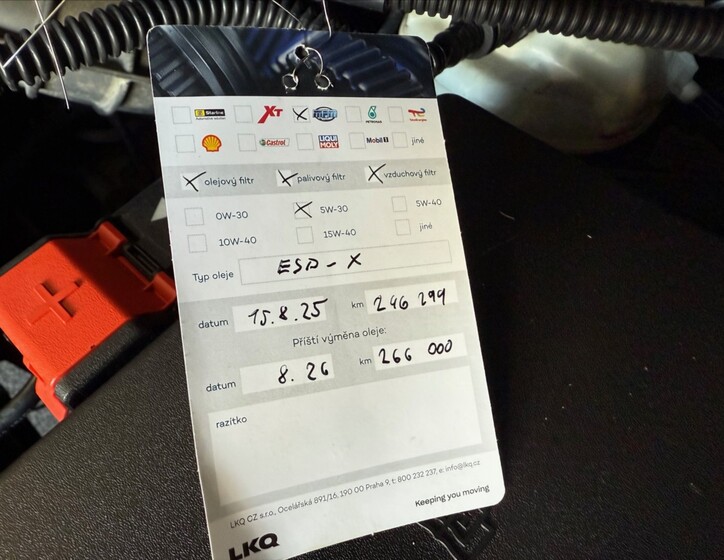 Starline XT MPM PETRONAS TotalEnergies
Castrol LIQUI MOLY Mobil 1 jiné
olejový filtr palivový filtr vzduchový filtr
0W-30 5W-30 5W-40
10W-40 15W-40 jiné
Typ oleje ESP-X
datum 15.8.25 km 246 299
Příští výměna oleje:
datum 8. 26 km 266 000
razítko
LKQ CZ s.r.o., Ocelářská 891/16, 190 00 Praha 9, t: 800 232 237, e: info@lkq.cz
Keeping you moving
LKQ